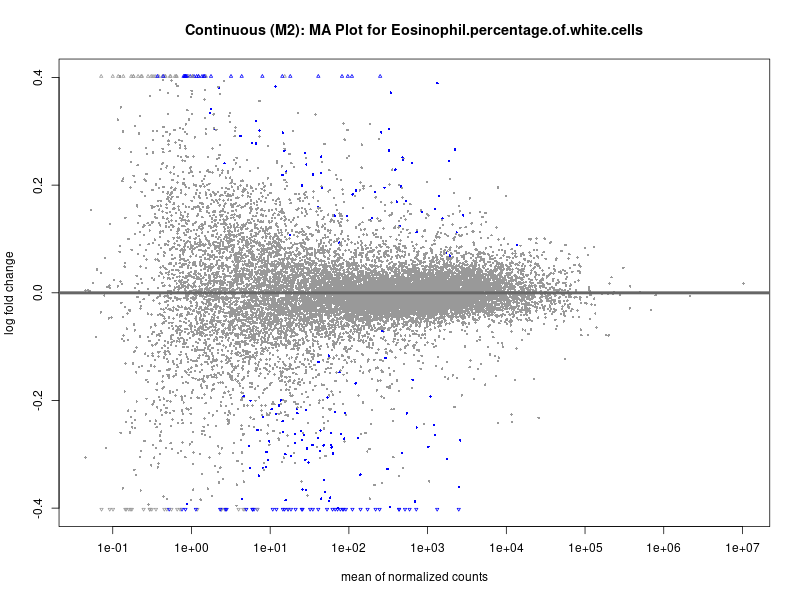 Continuous (M2): MA Plot for Eosinophil.percentage.of.white.cells
log fold change
0.4
0.2
0.0
-0.2
-0.4
1e-01 1e+00 1e+01 1e+02 1e+03 1e+04 1e+05 1e+06 1e+07
mean of normalized counts